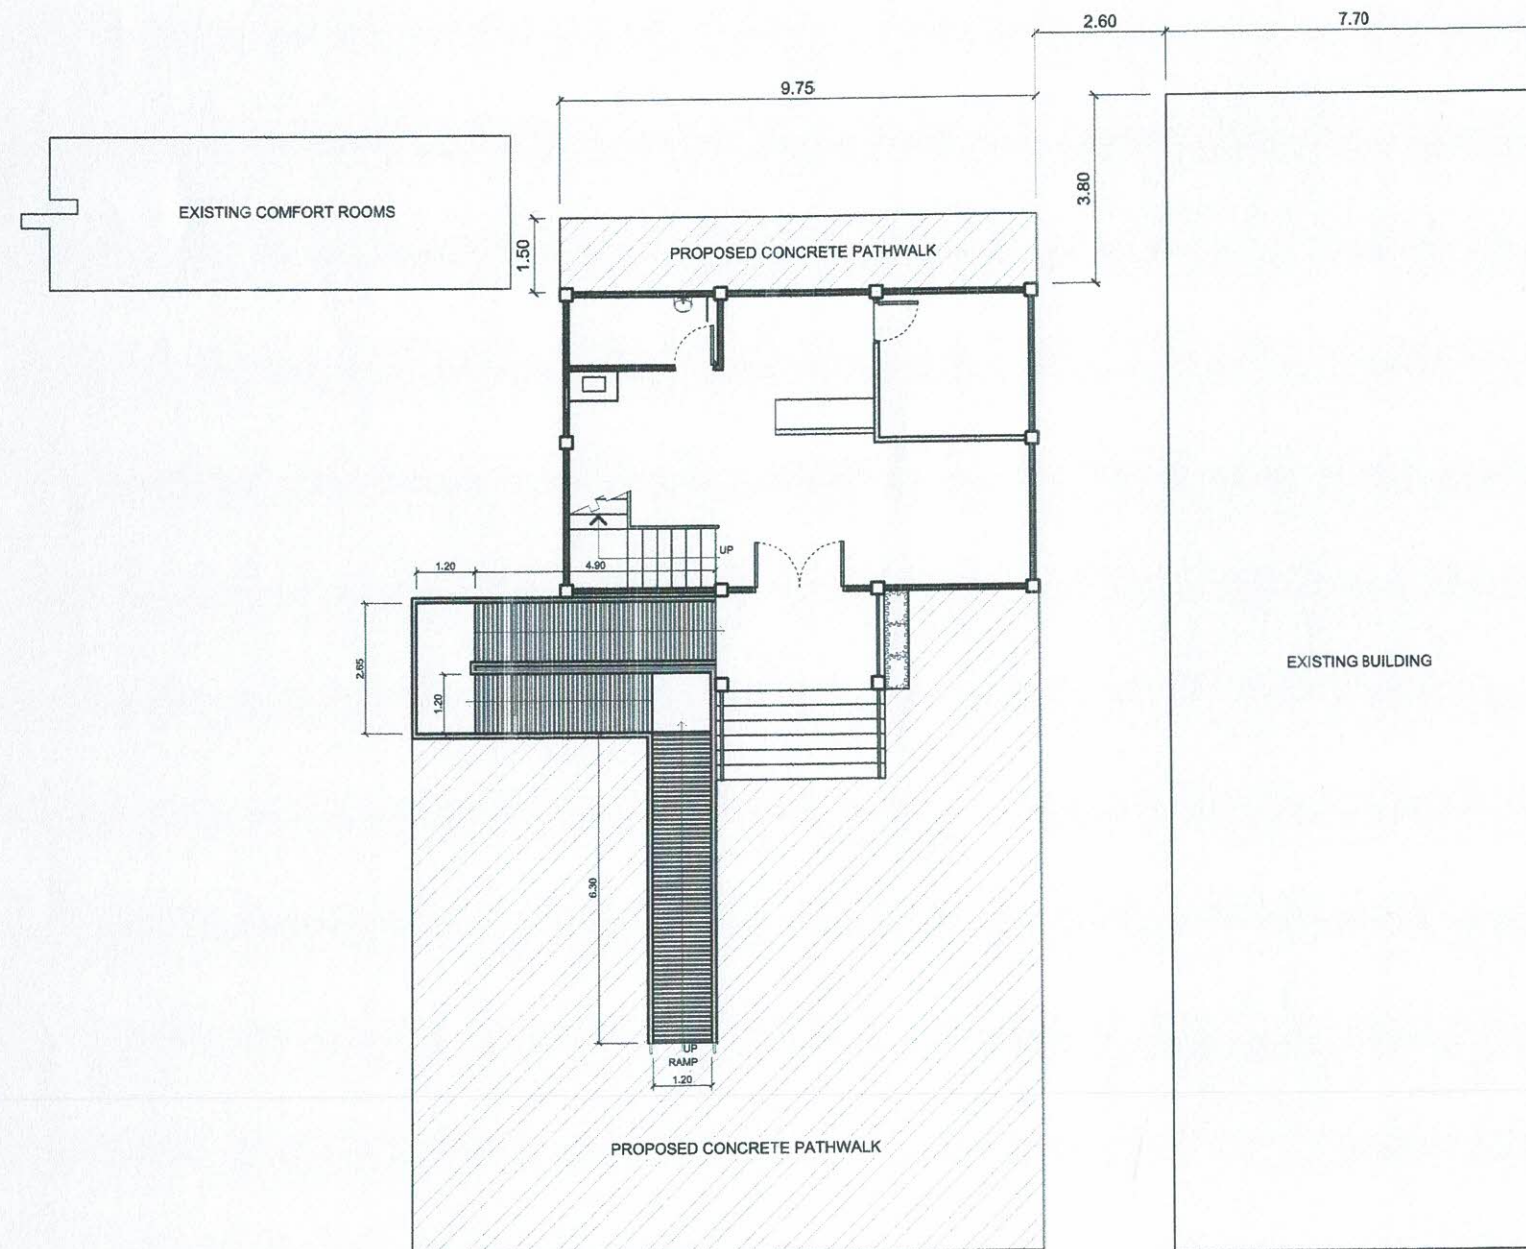 2.60
7.70
9.75
3.80
EXISTING COMFORT ROOMS
1.50
PROPOSED CONCRETE PATHWALK
UP
1.20
4.90
2.65
1.20
EXISTING BUILDING
6.30
UP
RAMP
1.20
PROPOSED CONCRETE PATHWALK